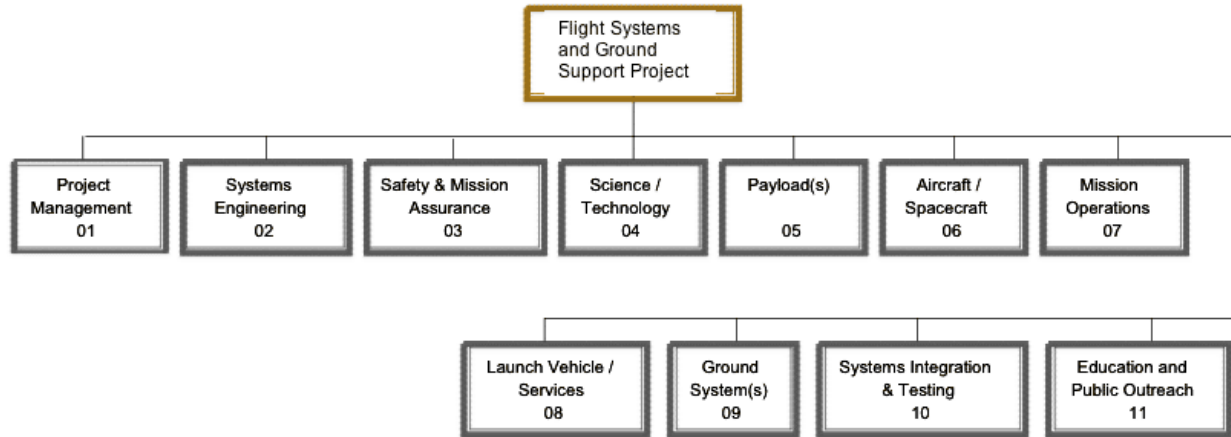 Flight Systems
and Ground
Support Project
Project
Management
01
Systems
Engineering
02
Safety & Mission
Assurance
03
Science /
Technology
04
Payload(s)
05
Aircraft /
Spacecraft
06
Mission
Operations
07
Launch Vehicle /
Services
08
Ground
System(s)
09
Systems Integration
& Testing
10
Education and
Public Outreach
11